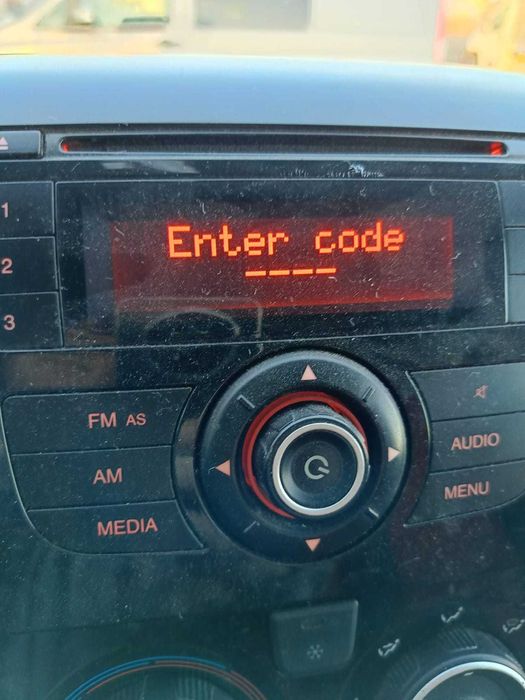 Enter code
----
1
2
3
FM AS
AM
MEDIA
AUDIO
MENU